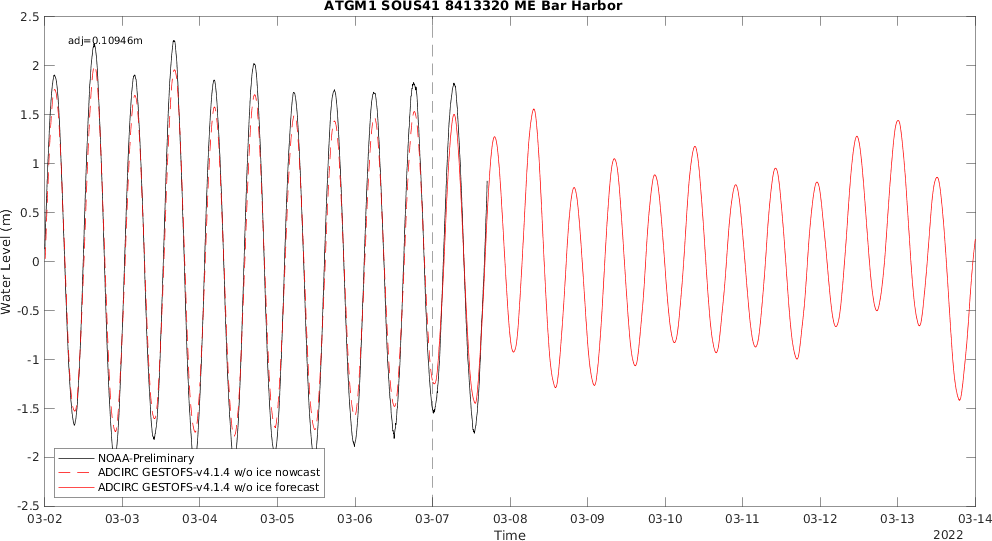 ATGM1 SOUS41 8413320 ME Bar Harbor
adj=0.10946m
2.5
2
1.5
1
0.5
0
-0.5
-1
-1.5
-2
-2.5
Water Level (m)
NOAA-Preliminary
ADCIRC GESTOFS-v4.1.4 w/o ice nowcast
ADCIRC GESTOFS-v4.1.4 w/o ice forecast
03-02 03-03 03-04 03-05 03-06 03-07 03-08 03-09 03-10 03-11 03-12 03-13 03-14
Time
2022